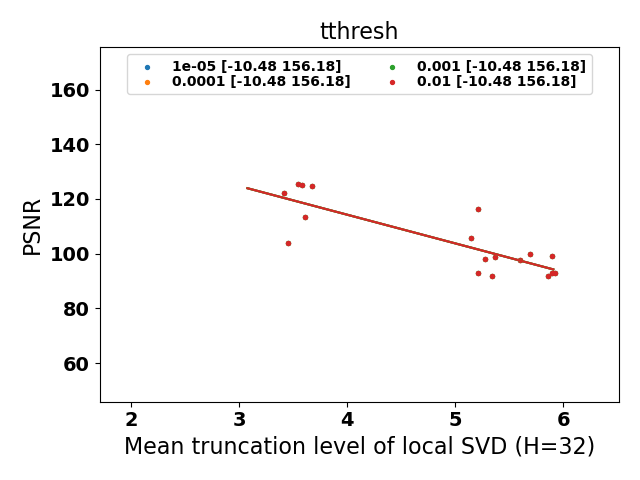 tthresh
1e-05 [-10.48 156.18]
0.0001 [-10.48 156.18]
0.001 [-10.48 156.18]
0.01 [-10.48 156.18]
PSNR
160
140
120
100
80
60
2 3 4 5 6
Mean truncation level of local SVD (H=32)